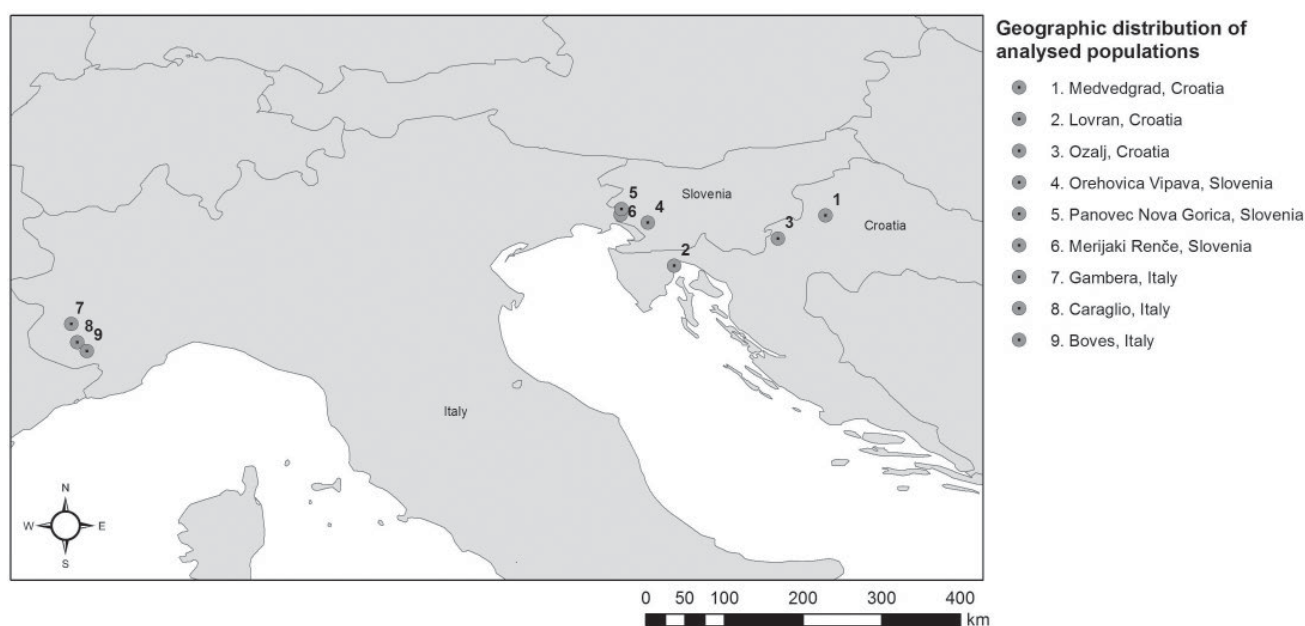 Geographic distribution of
analysed populations
1. Medvedgrad, Croatia
2. Lovran, Croatia
3. Ozalj, Croatia
4. Orehovica Vipava, Slovenia
5. Panovec Nova Gorica, Slovenia
6. Merijaki Renče, Slovenia
7. Gambera, Italy
8. Caraglio, Italy
9. Boves, Italy
5
Slovenia
6
4
1
3
Croatia
2
7
8
9
Italy
N
W E
S
0 50 100 200 300 400
km